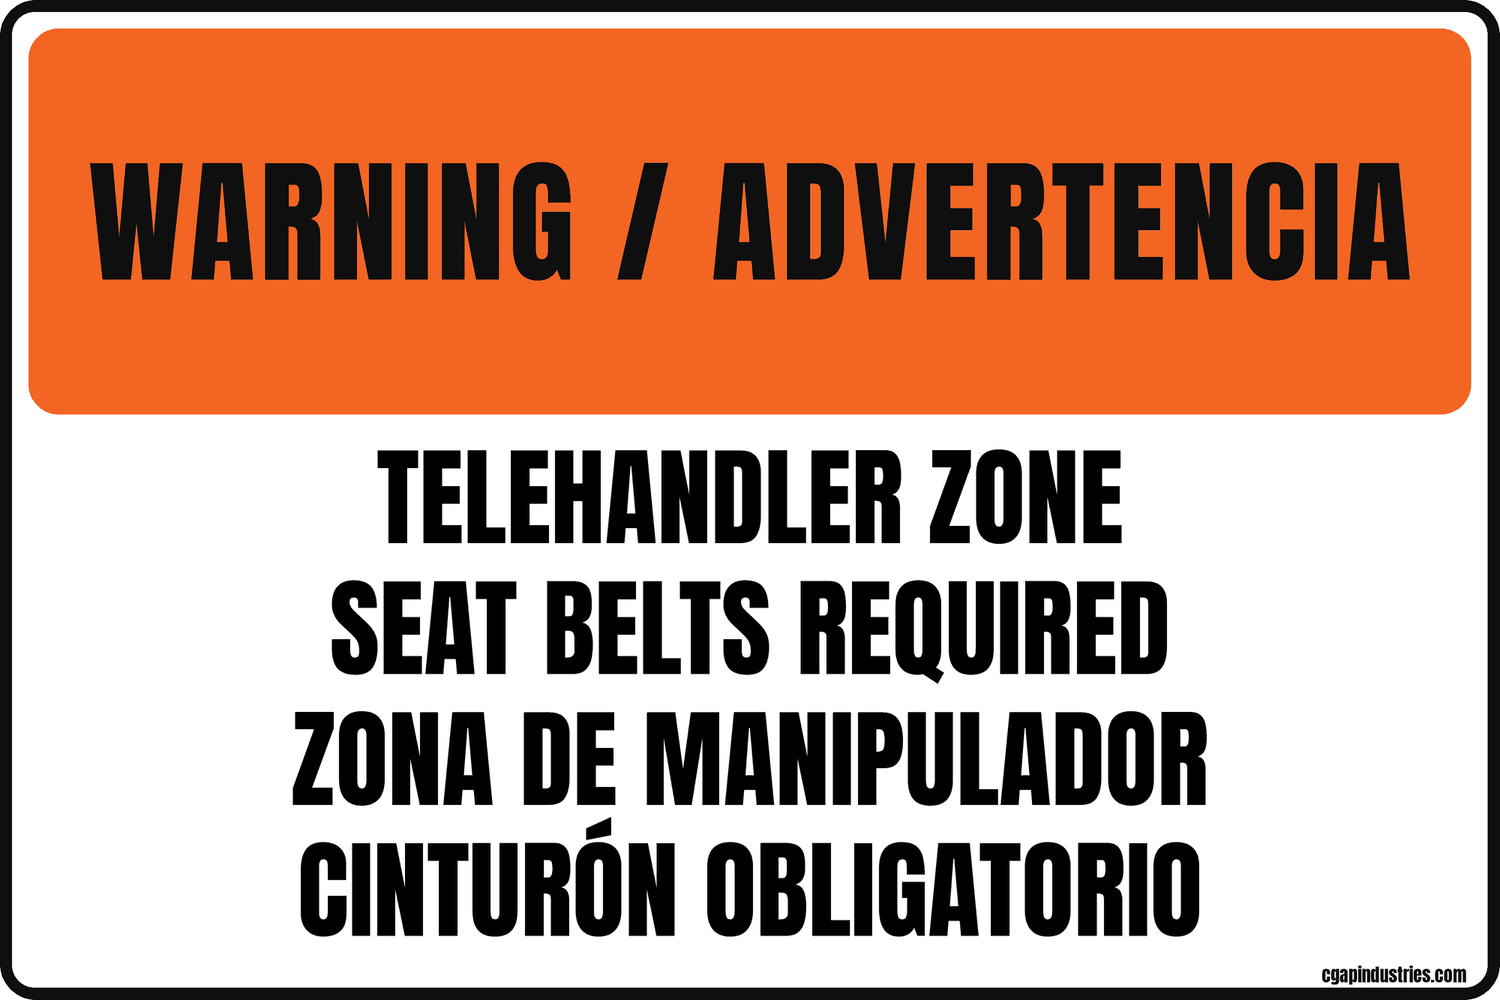 WARNING / ADVERTENCIA
TELEHANDLER ZONE
SEAT BELTS REQUIRED
ZONA DE MANIPULADOR
CINTURÓN OBLIGATORIO
cgapindustries.com